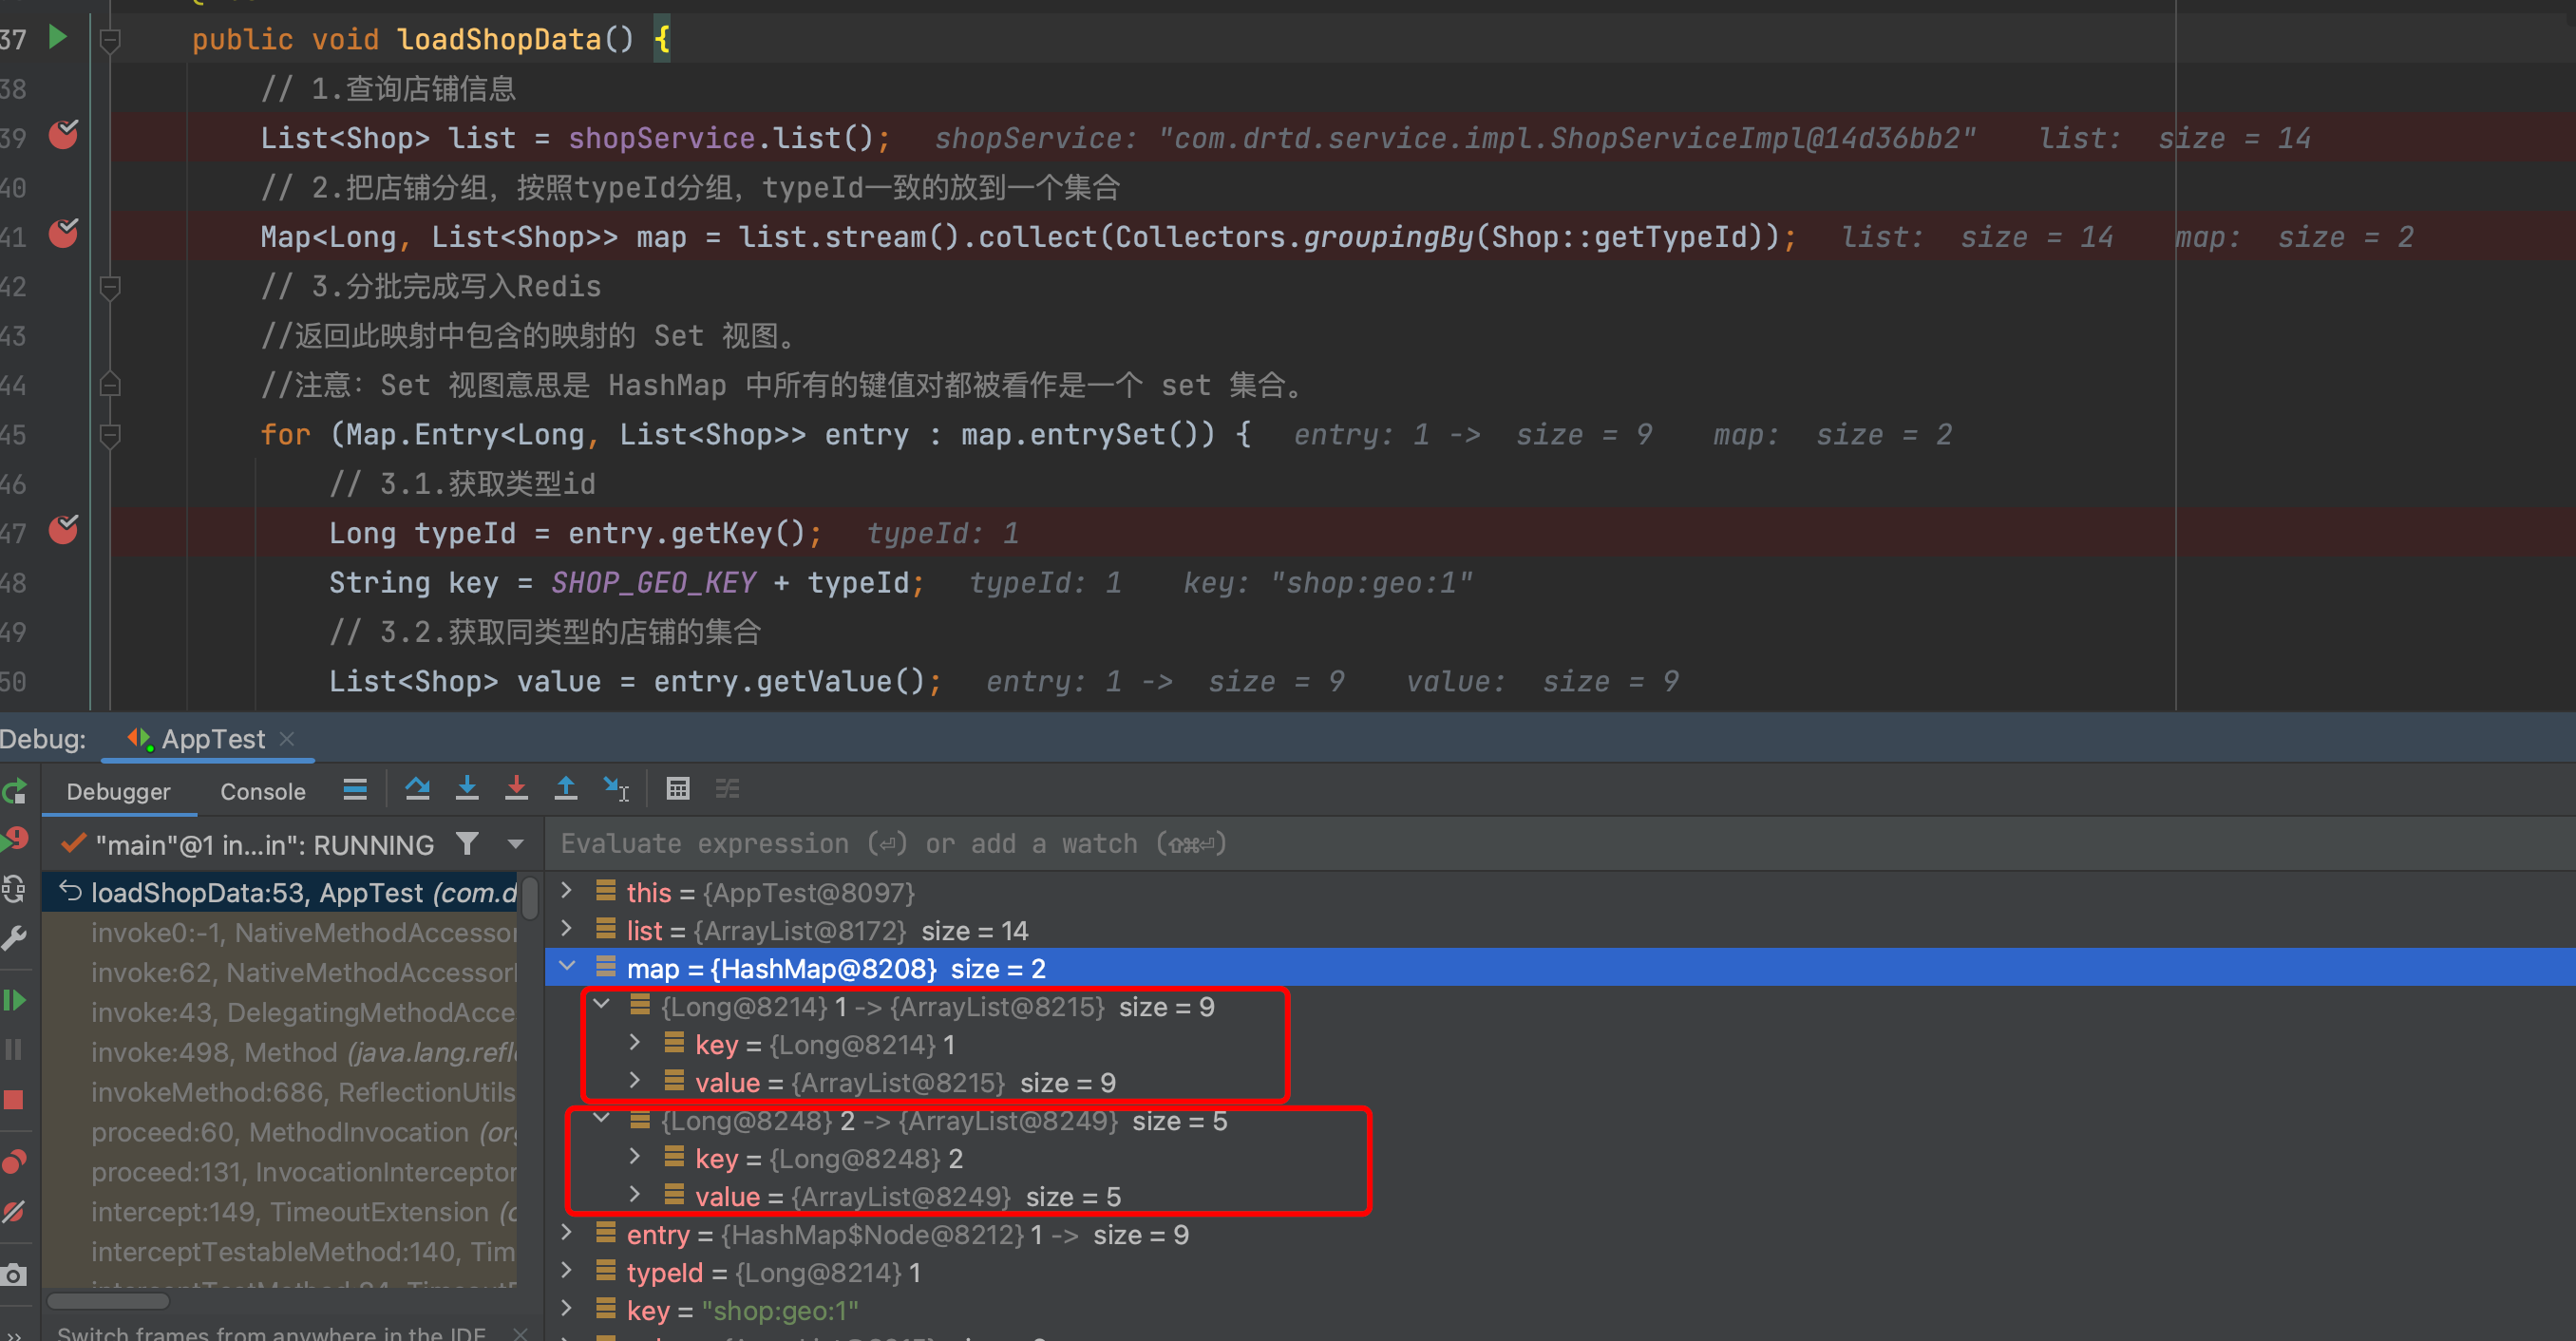 37 public void loadShopData() {
38 // 1.查询店铺信息
39 List<Shop> list = shopService.list(); shopService: "com.drtd.service.impl.ShopServiceImpl@14d36bb2" list: size = 14
40 // 2.把店铺分组，按照typeId分组，typeId一致的放到一个集合
41 Map<Long, List<Shop>> map = list.stream().collect(Collectors.groupingBy(Shop::getTypeId)); list: size = 14 map: size = 2
42 // 3.分批完成写入Redis
43 //返回此映射中包含的映射的 Set 视图。
44 //注意：Set 视图意思是 HashMap 中所有的键值对都被看作是一个 set 集合。
45 for (Map.Entry<Long, List<Shop>> entry : map.entrySet()) { entry: 1 -> size = 9 map: size = 2
46 // 3.1.获取类型id
47 Long typeId = entry.getKey(); typeId: 1
48 String key = SHOP_GEO_KEY + typeId; typeId: 1 key: "shop:geo:1"
49 // 3.2.获取同类型的店铺的集合
50 List<Shop> value = entry.getValue(); entry: 1 -> size = 9 value: size = 9
Debug: AppTest
Debugger Console
"main"@1 in...in": RUNNING
Evaluate expression (⏎) or add a watch (⇧⌘⏎)
loadShopData:53, AppTest (com.d
invoke0:-1, NativeMethodAccessor
invoke:62, NativeMethodAccessorI
invoke:43, DelegatingMethodAcce
invoke:498, Method (java.lang.refle
invokeMethod:686, ReflectionUtils
proceed:60, MethodInvocation (org
proceed:131, InvocationInterceptor
intercept:149, TimeoutExtension (o
interceptTestableMethod:140, Tim
Switch frames from anywhere in the IDE
this = {AppTest@8097}
list = {ArrayList@8172} size = 14
map = {HashMap@8208} size = 2
{Long@8214} 1 -> {ArrayList@8215} size = 9
key = {Long@8214} 1
value = {ArrayList@8215} size = 9
{Long@8248} 2 -> {ArrayList@8249} size = 5
key = {Long@8248} 2
value = {ArrayList@8249} size = 5
entry = {HashMap$Node@8212} 1 -> size = 9
typeId = {Long@8214} 1
key = "shop:geo:1"